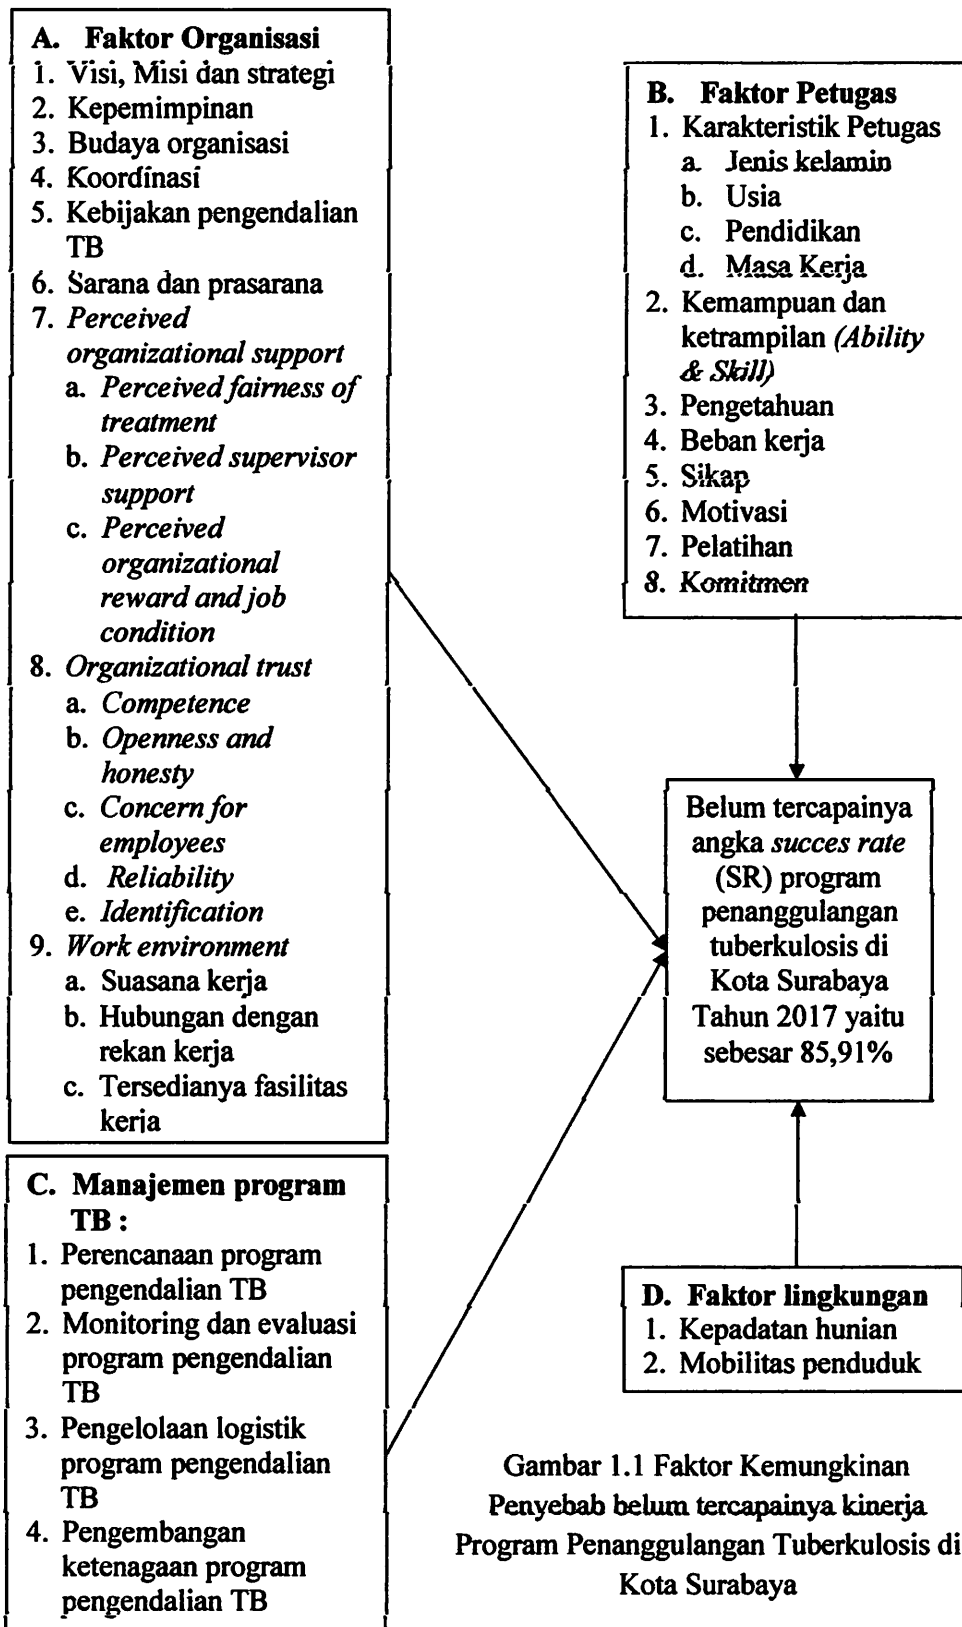 A. Faktor Organisasi
1. Visi, Misi dan strategi
2. Kepemimpinan
3. Budaya organisasi
4. Koordinasi
5. Kebijakan pengendalian
TB
6. Sarana dan prasarana
7. Perceived
organizational support
a. Perceived fairness of
treatment
b. Perceived supervisor
support
c. Perceived
organizational
reward and job
condition
8. Organizational trust
a. Competence
b. Openness and
honesty
c. Concern for
employees
d. Reliability
e. Identification
9. Work environment
a. Suasana kerja
b. Hubungan dengan
rekan kerja
c. Tersedianya fasilitas
kerja
B. Faktor Petugas
1. Karakteristik Petugas
a. Jenis kelamin
b. Usia
c. Pendidikan
d. Masa Kerja
2. Kemampuan dan
ketrampilan (Ability
& Skill)
3. Pengetahuan
4. Beban kerja
5. Sikap
6. Motivasi
7. Pelatihan
8. Komitmen
Belum tercapainya
angka succes rate
(SR) program
penanggulangan
tuberkulosis di
Kota Surabaya
Tahun 2017 yaitu
sebesar 85,91%
C. Manajemen program
TB :
1. Perencanaan program
pengendalian TB
2. Monitoring dan evaluasi
program pengendalian
TB
3. Pengelolaan logistik
program pengendalian
TB
4. Pengembangan
ketenagaan program
pengendalian TB
D. Faktor lingkungan
1. Kepadatan hunian
2. Mobilitas penduduk
Gambar 1.1 Faktor Kemungkinan
Penyebab belum tercapainya kinerja
Program Penanggulangan Tuberkulosis di
Kota Surabaya